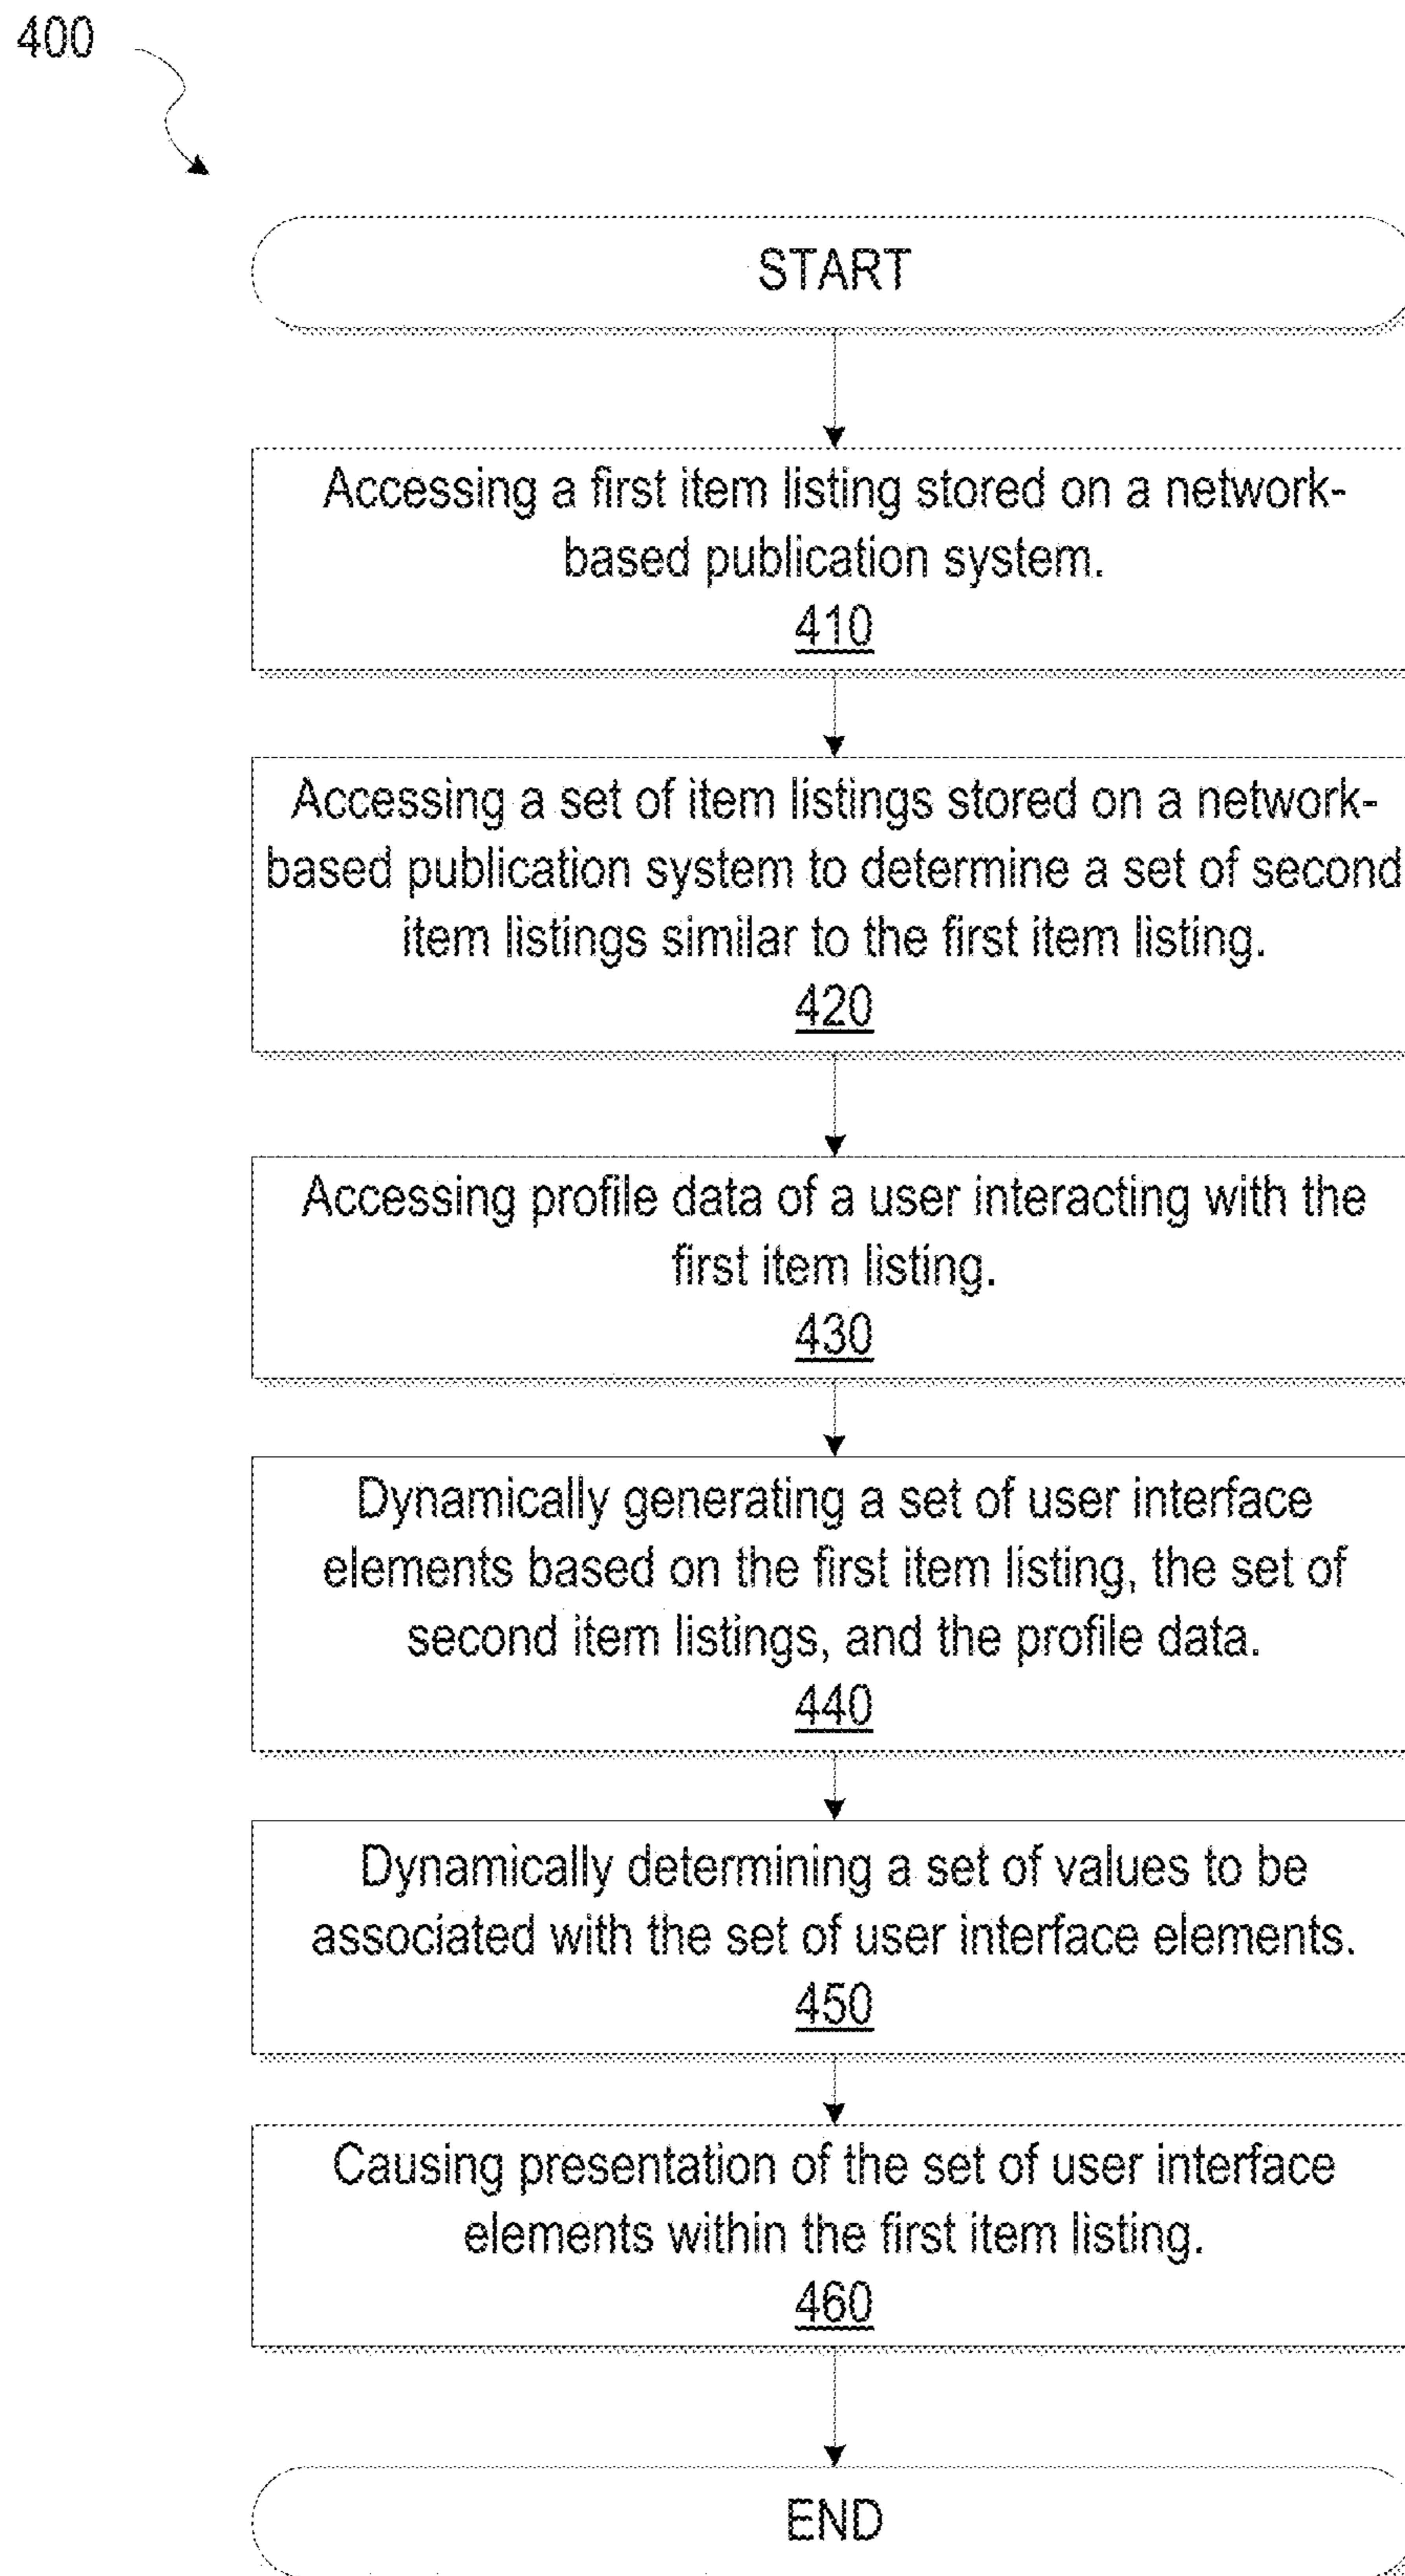 400
START
Accessing a first item listing stored on a network-
based publication system.
410
Accessing a set of item listings stored on a network-
based publication system to determine a set of second
item listings similar to the first item listing.
420
Accessing profile data of a user interacting with the
first item listing.
430
Dynamically generating a set of user interface
elements based on the first item listing, the set of
second item listings, and the profile data.
440
Dynamically determining a set of values to be
associated with the set of user interface elements.
450
Causing presentation of the set of user interface
elements within the first item listing.
460
END